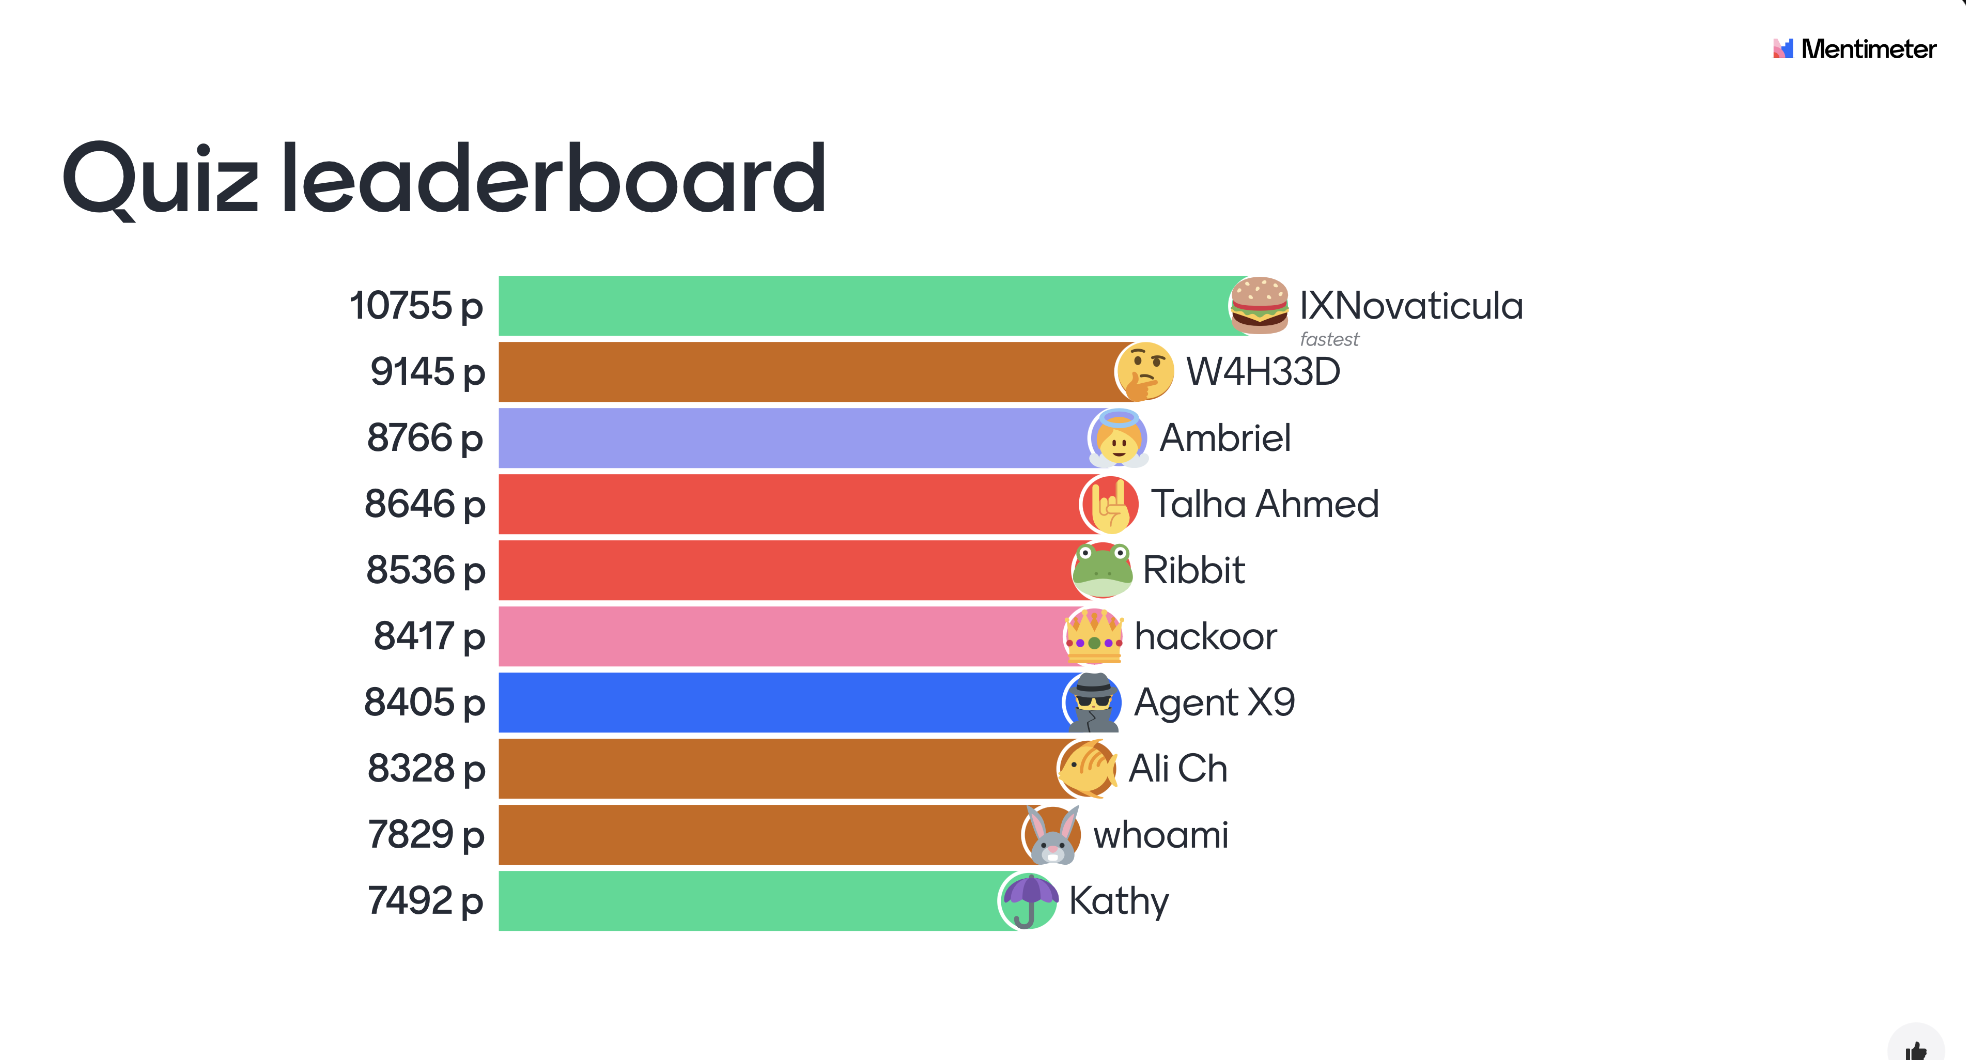 Mentimeter
Quiz leaderboard
10755 p IXNovaticula
fastest
9145 p W4H33D
8766 p Ambriel
8646 p Talha Ahmed
8536 p Ribbit
8417 p hackoor
8405 p Agent X9
8328 p Ali Ch
7829 p whoami
7492 p Kathy